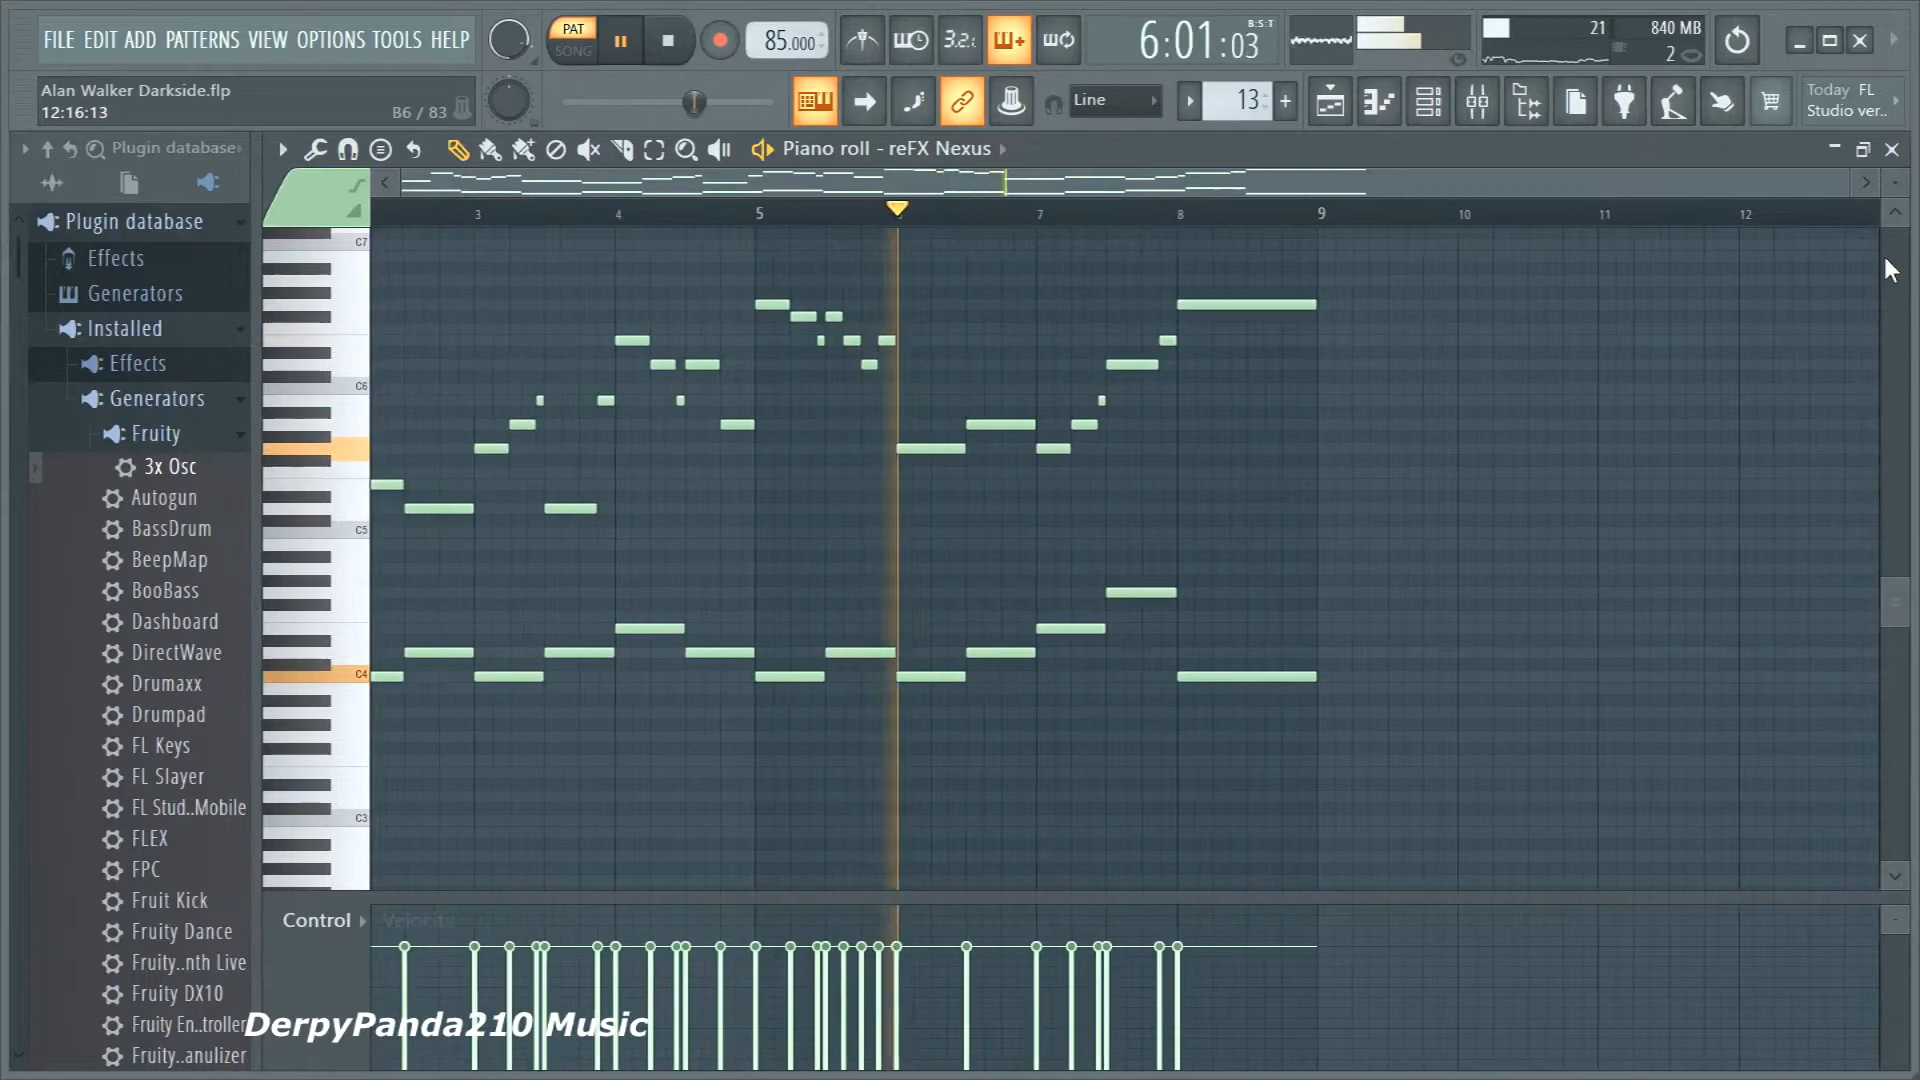 FILE EDIT ADD PATTERNS VIEW OPTIONS TOOLS HELP
PAT
SONG
85.000
3.2.
6:01:03
B:S:T
21
840 MB
2
Alan Walker Darkside.flp
12:16:13
B6 / 83
Line
13
Today FL
Studio ver..
Plugin database
Piano roll - reFX Nexus
Plugin database
Effects
Generators
Installed
Effects
Generators
Fruity
3x Osc
Autogun
BassDrum
BeepMap
BooBass
Dashboard
DirectWave
Drumaxx
Drumpad
FL Keys
FL Slayer
FL Stud..Mobile
FLEX
FPC
Fruit Kick
Fruity Dance
Fruity..nth Live
Fruity DX10
Fruity En..troller
Fruity..anulizer
3 4 5 7 8 9 10 11 12
C7
C6
C5
C4
C3
Control
Velocity
DerpyPanda210 Music